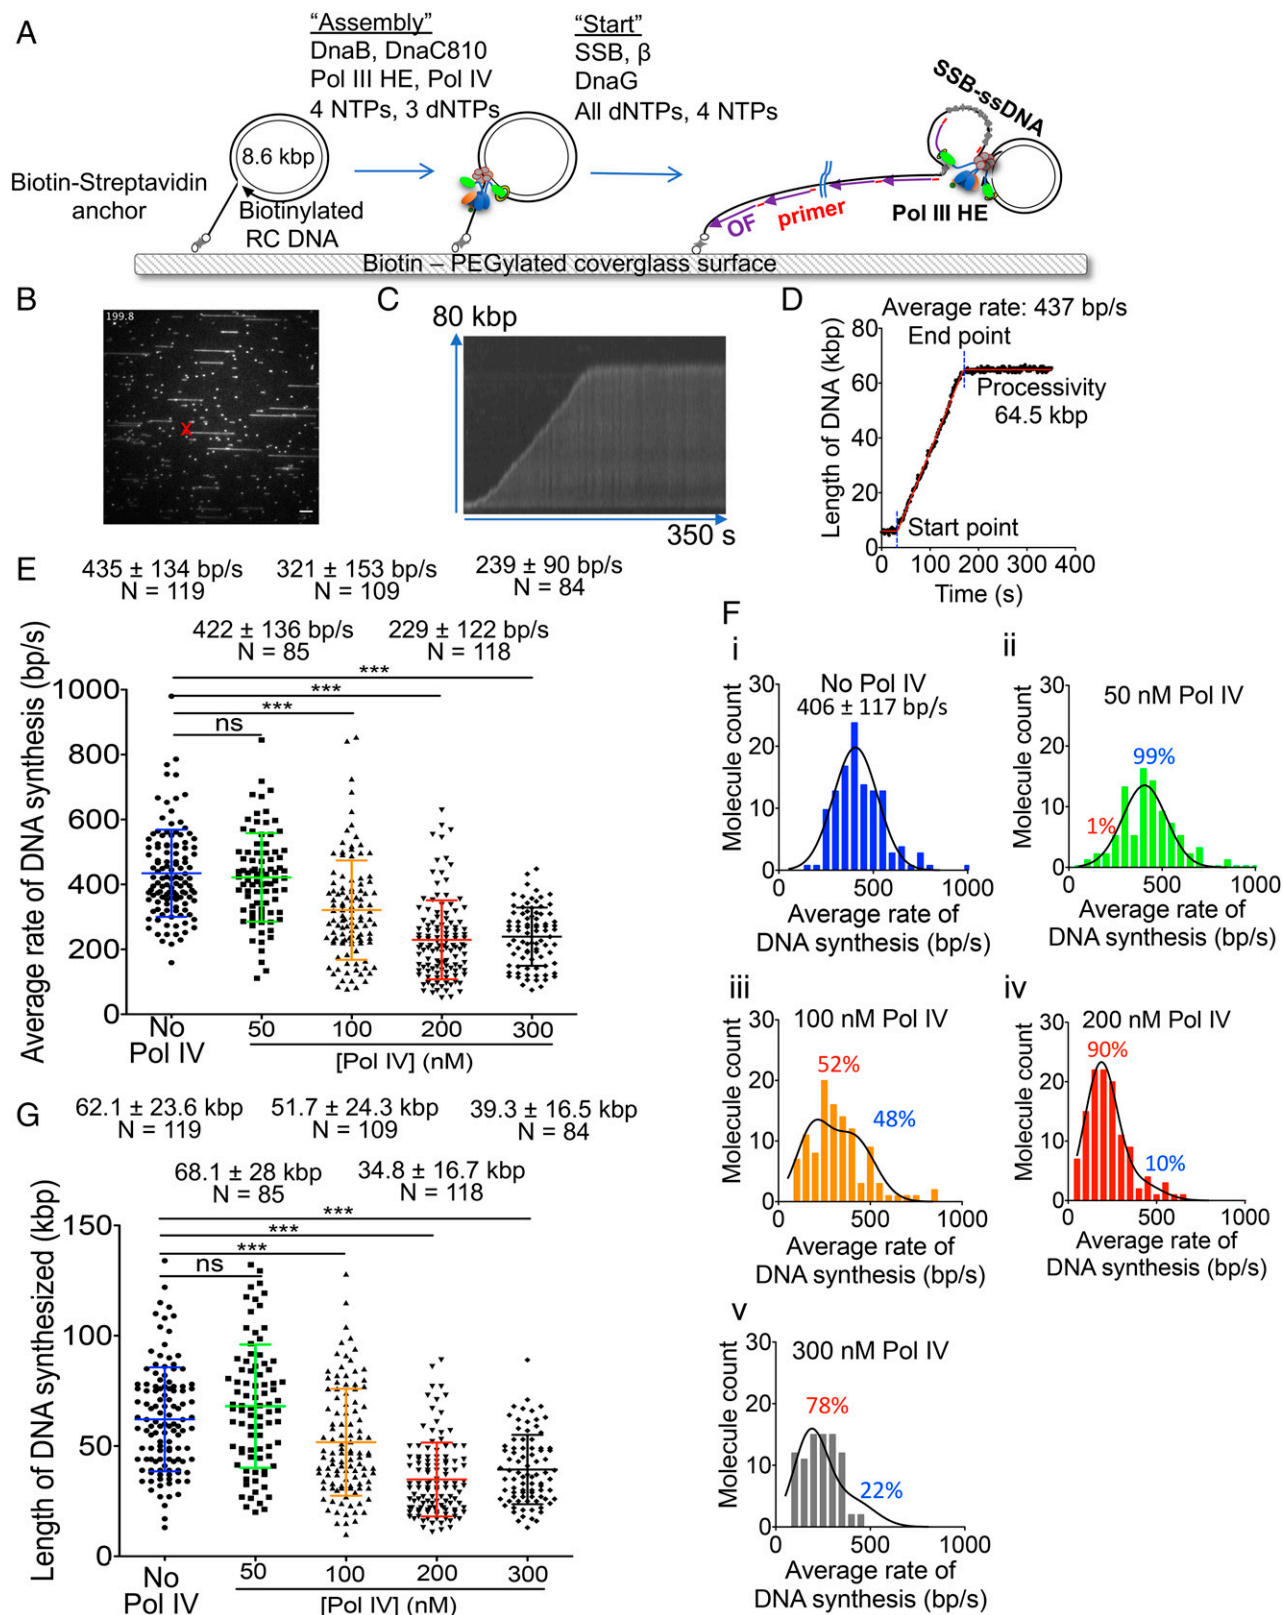 A
"Assembly"
DnaB, DnaC810
Pol III HE, Pol IV
4 NTPs, 3 dNTPs
"Start"
SSB, β
DnaG
All dNTPs, 4 NTPs
8.6 kbp
Biotin-Streptavidin
anchor
Biotinylated
RC DNA
OF
primer
SSB-ssDNA
Pol III HE
Biotin – PEGylated coverglass surface
B
199.8
X
C
80 kbp
350 s
D
Average rate: 437 bp/s
End point
Processivity
64.5 kbp
Start point
Length of DNA (kbp)
80
60
40
20
0
0 100 200 300 400
Time (s)
E
435 ± 134 bp/s
N = 119
321 ± 153 bp/s
N = 109
239 ± 90 bp/s
N = 84
422 ± 136 bp/s
N = 85
229 ± 122 bp/s
N = 118
***
***
***
ns
Average rate of DNA synthesis (bp/s)
1000
800
600
400
200
0
No
Pol IV
50 100 200 300
[Pol IV] (nM)
F
i
No Pol IV
406 ± 117 bp/s
Molecule count
30
20
10
0
0 500 1000
Average rate of
DNA synthesis (bp/s)
ii
50 nM Pol IV
99%
1%
Molecule count
30
20
10
0
0 500 1000
Average rate of
DNA synthesis (bp/s)
iii
100 nM Pol IV
52%
48%
Molecule count
30
20
10
0
0 500 1000
Average rate of
DNA synthesis (bp/s)
iv
200 nM Pol IV
90%
10%
Molecule count
30
20
10
0
0 500 1000
Average rate of
DNA synthesis (bp/s)
v
300 nM Pol IV
78%
22%
Molecule count
30
20
10
0
0 500 1000
Average rate of
DNA synthesis (bp/s)
G
62.1 ± 23.6 kbp
N = 119
51.7 ± 24.3 kbp
N = 109
39.3 ± 16.5 kbp
N = 84
68.1 ± 28 kbp
N = 85
34.8 ± 16.7 kbp
N = 118
***
***
***
ns
Length of DNA synthesized (kbp)
150
100
50
0
No
Pol IV
50 100 200 300
[Pol IV] (nM)